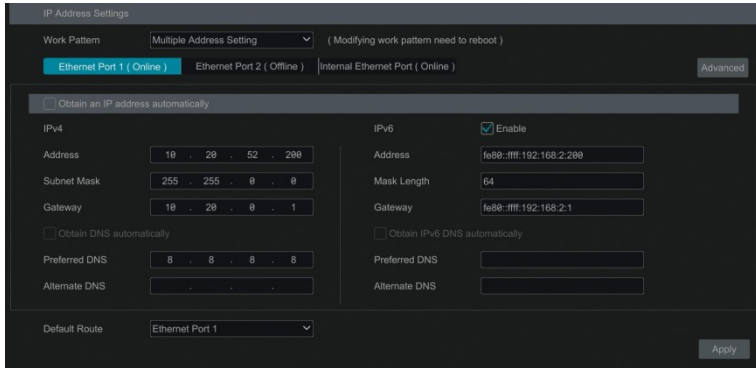 IP Address Settings
Work Pattern Multiple Address Setting ( Modifying work pattern need to reboot )
Ethernet Port 1 ( Online ) Ethernet Port 2 ( Offline ) Internal Ethernet Port ( Online ) Advanced
Obtain an IP address automatically
IPv4 IPv6 Enable
Address 10 . 20 . 52 . 200 Address fe80::ffff:192:168:2:200
Subnet Mask 255 . 255 . 0 . 0 Mask Length 64
Gateway 10 . 20 . 0 . 1 Gateway fe80::ffff:192:168:2:1
Obtain DNS automatically Obtain IPv6 DNS automatically
Preferred DNS 8 . 8 . 8 . 8 Preferred DNS
Alternate DNS . . . Alternate DNS
Default Route Ethernet Port 1
Apply